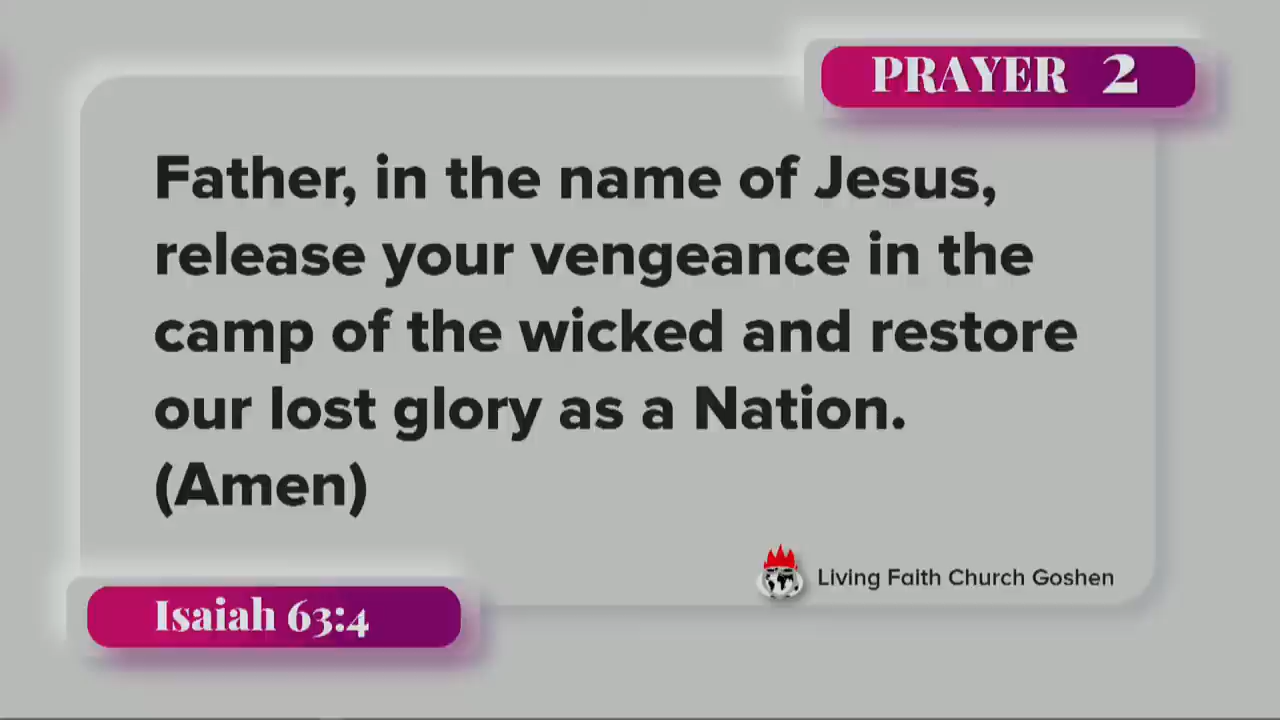 PRAYER 2
Father, in the name of Jesus,
release your vengeance in the
camp of the wicked and restore
our lost glory as a Nation.
(Amen)
Living Faith Church Goshen
Isaiah 63:4